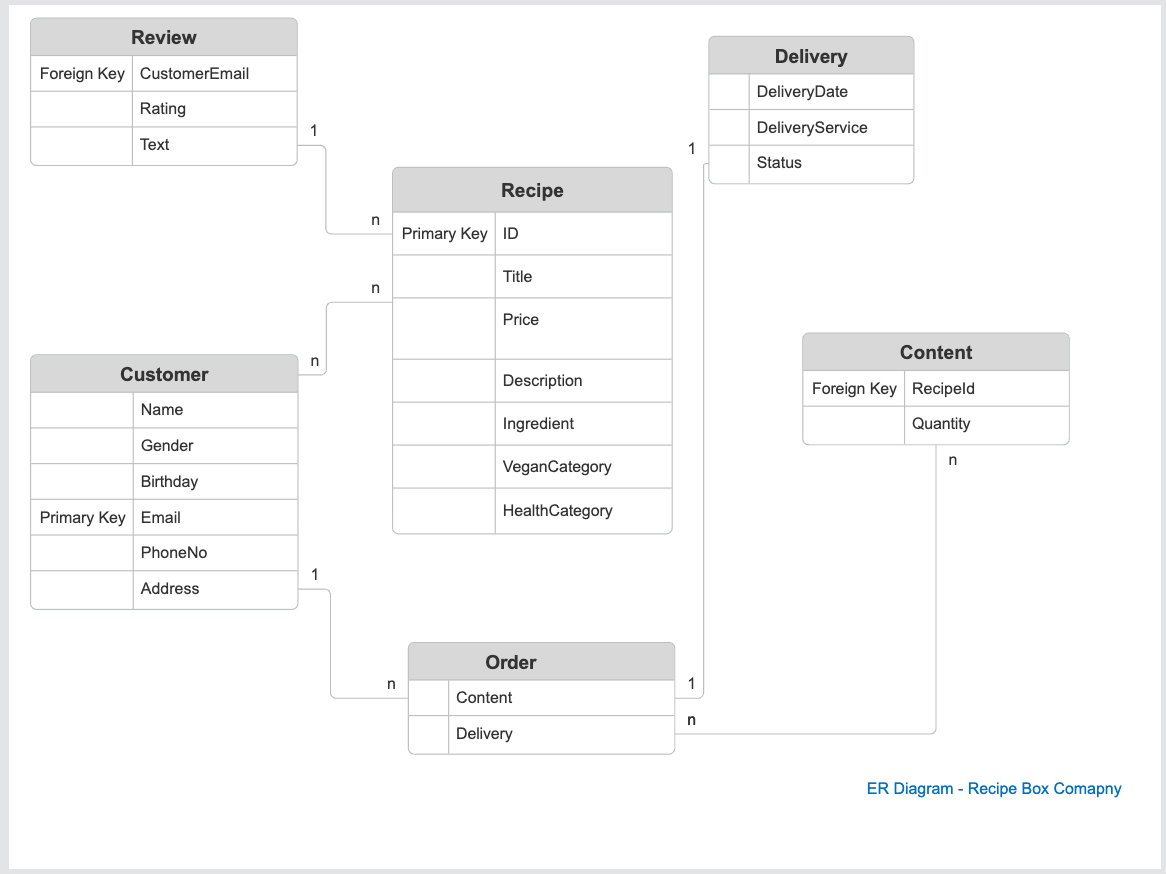 Review
Foreign Key CustomerEmail
Rating
Text
1
n
Delivery
DeliveryDate
DeliveryService
Status
1
Recipe
Primary Key ID
Title
Price
Description
Ingredient
VeganCategory
HealthCategory
n
n
Customer
Name
Gender
Birthday
Primary Key Email
PhoneNo
Address
1
n
Content
Foreign Key RecipeId
Quantity
n
Order
Content
Delivery
1
n
ER Diagram - Recipe Box Comapny